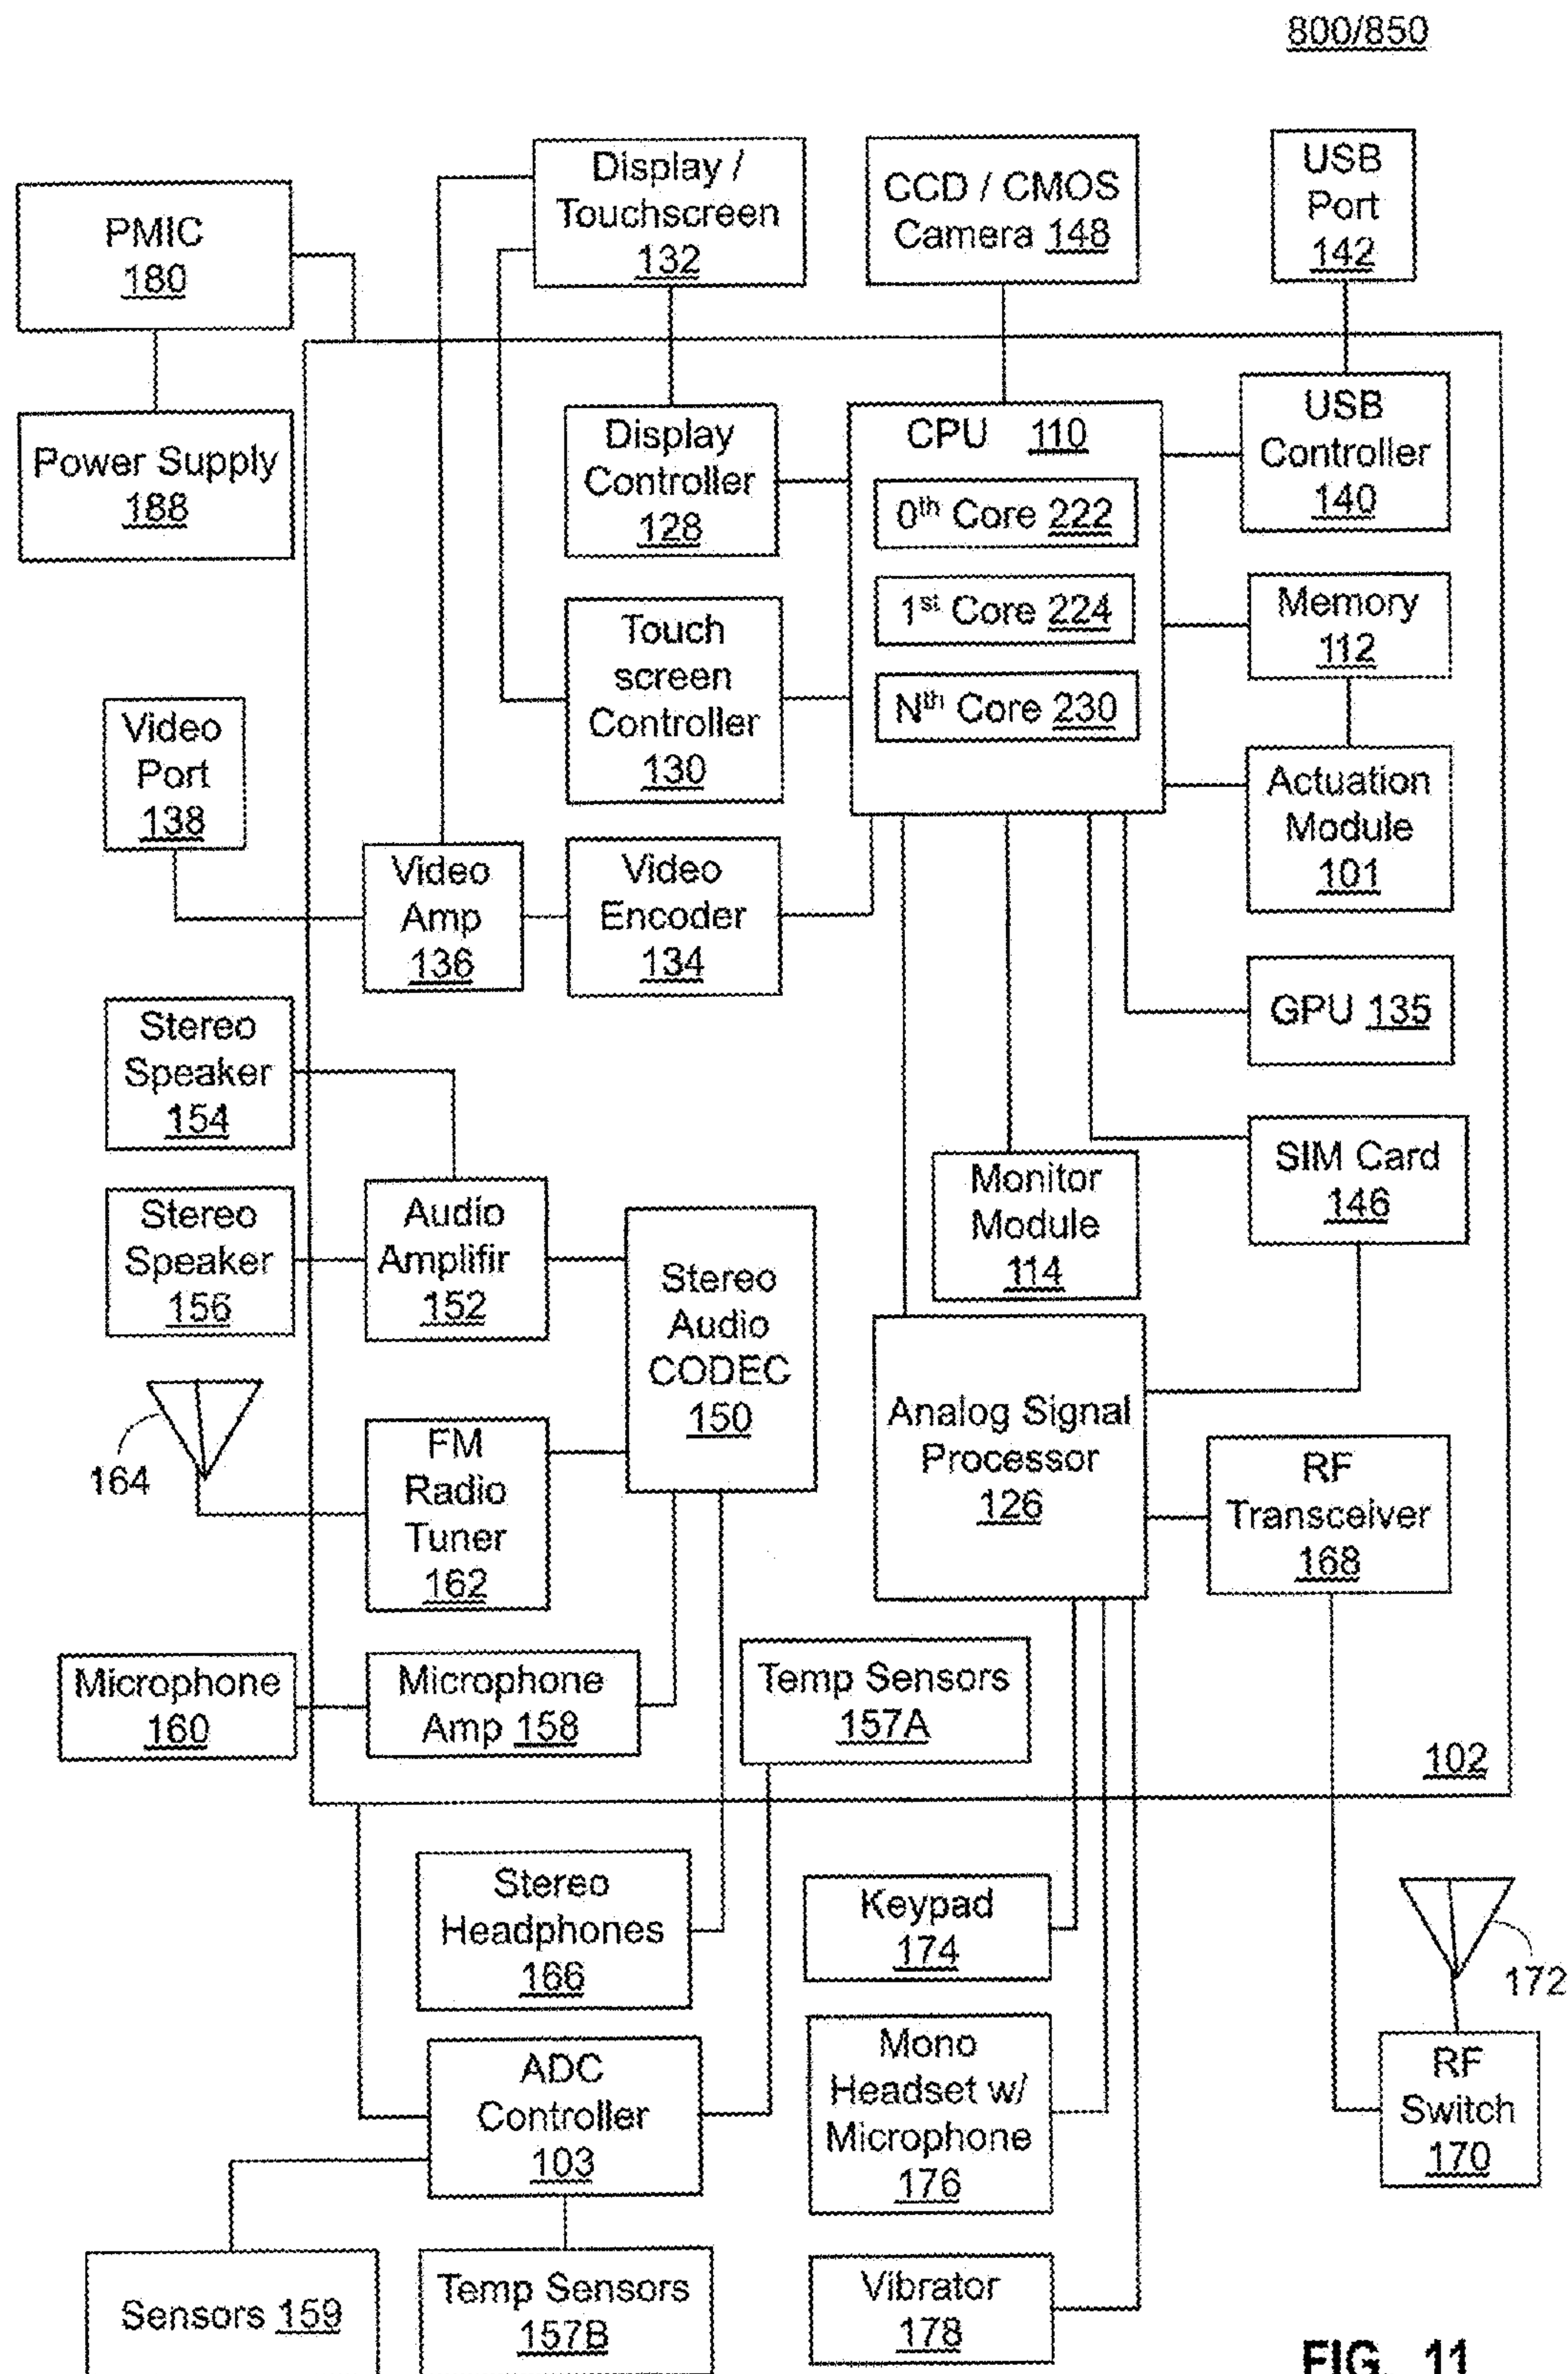 800/850
PMIC
180
Power Supply
188
Display /
Touchscreen
132
CCD / CMOS
Camera 148
USB
Port
142
Display
Controller
128
CPU 110
0th Core 222
1st Core 224
Nth Core 230
USB
Controller
140
Touch
screen
Controller
130
Memory
112
Video
Port
138
Actuation
Module
101
Video
Amp
136
Video
Encoder
134
GPU 135
Stereo
Speaker
154
Stereo
Speaker
156
Audio
Amplifir
152
Stereo
Audio
CODEC
150
Monitor
Module
114
SIM Card
146
164
FM
Radio
Tuner
162
Analog Signal
Processor
126
RF
Transceiver
168
Microphone
160
Microphone
Amp 158
Temp Sensors
157A
102
Stereo
Headphones
166
Keypad
174
172
ADC
Controller
103
Mono
Headset w/
Microphone
176
RF
Switch
170
Sensors 159
Temp Sensors
157B
Vibrator
178
FIG. 11